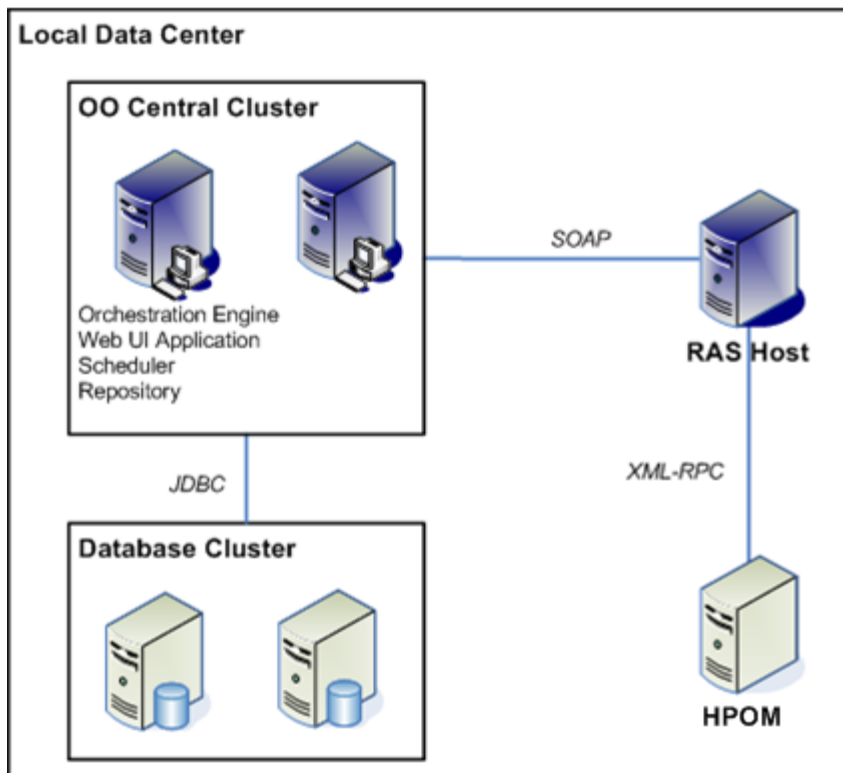 Local Data Center
OO Central Cluster
Orchestration Engine
Web UI Application
Scheduler
Repository
SOAP
RAS Host
JDBC
XML-RPC
Database Cluster
HPOM